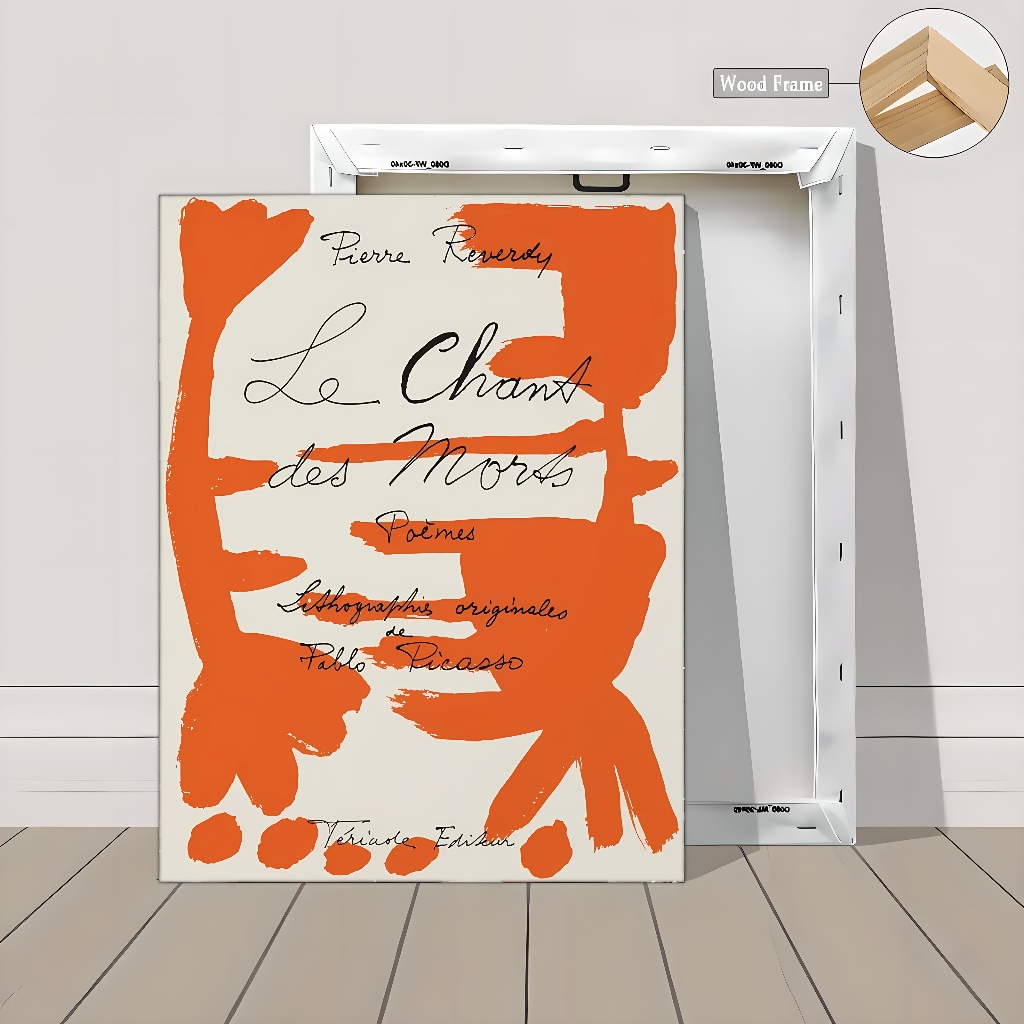 Wood Frame
Pierre Reverdy
Le Chant
des Morts
Poèmes
Lithographies originales
de
Pablo Picasso
Tériade Editeur